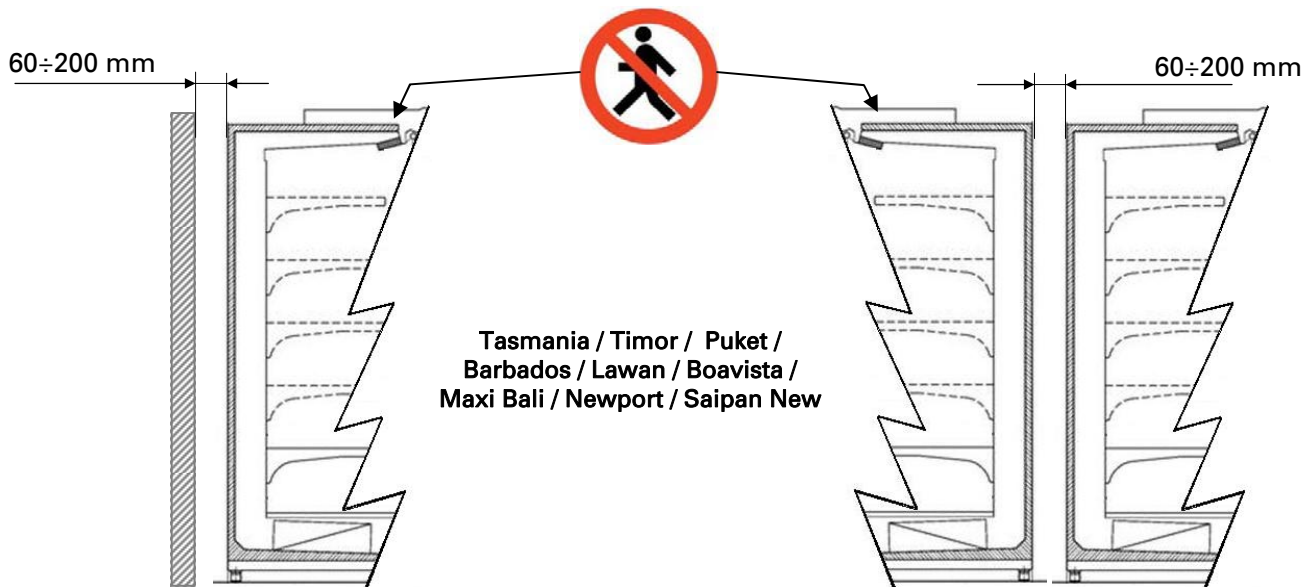 60÷200 mm
60÷200 mm
Tasmania / Timor / Puket /
Barbados / Lawan / Boavista /
Maxi Bali / Newport / Saipan New